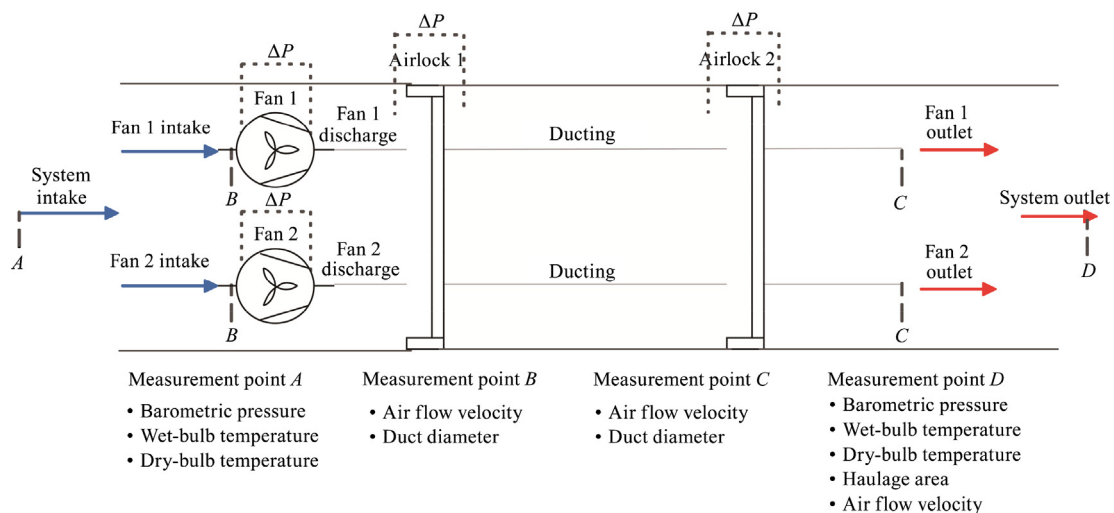 ΔP
ΔP
ΔP
Airlock 1
Airlock 2
Fan 1
Fan 1 intake
Fan 1
discharge
Ducting
Fan 1
outlet
System
intake
B
ΔP
C
System outlet
A
Fan 2
Fan 2 intake
Fan 2
discharge
Ducting
Fan 2
outlet
D
B
C
Measurement point A
• Barometric pressure
• Wet-bulb temperature
• Dry-bulb temperature
Measurement point B
• Air flow velocity
• Duct diameter
Measurement point C
• Air flow velocity
• Duct diameter
Measurement point D
• Barometric pressure
• Wet-bulb temperature
• Dry-bulb temperature
• Haulage area
• Air flow velocity